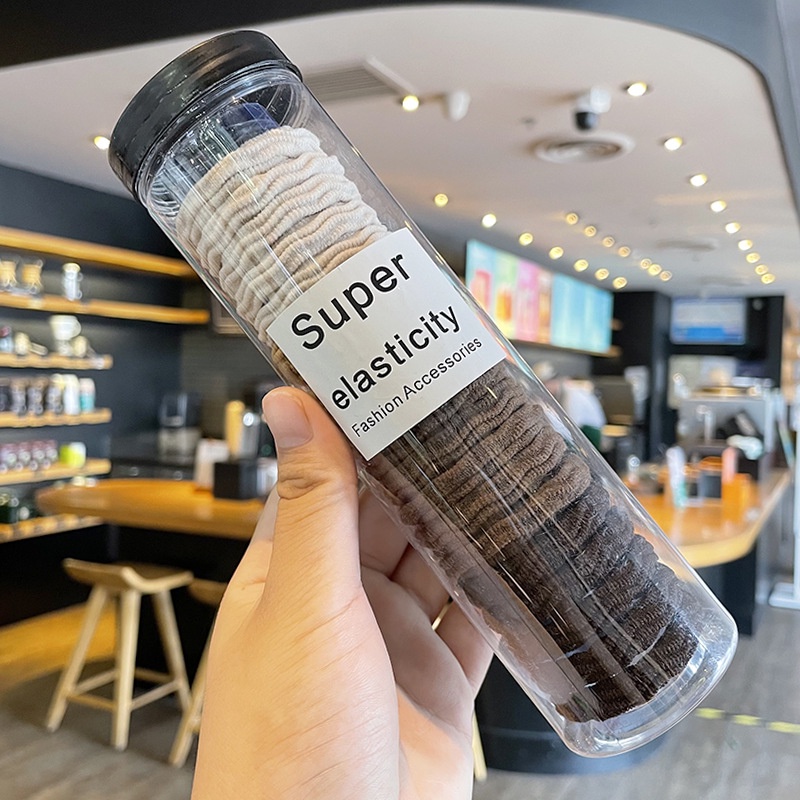 Super
elasticity
Fashion Accessories